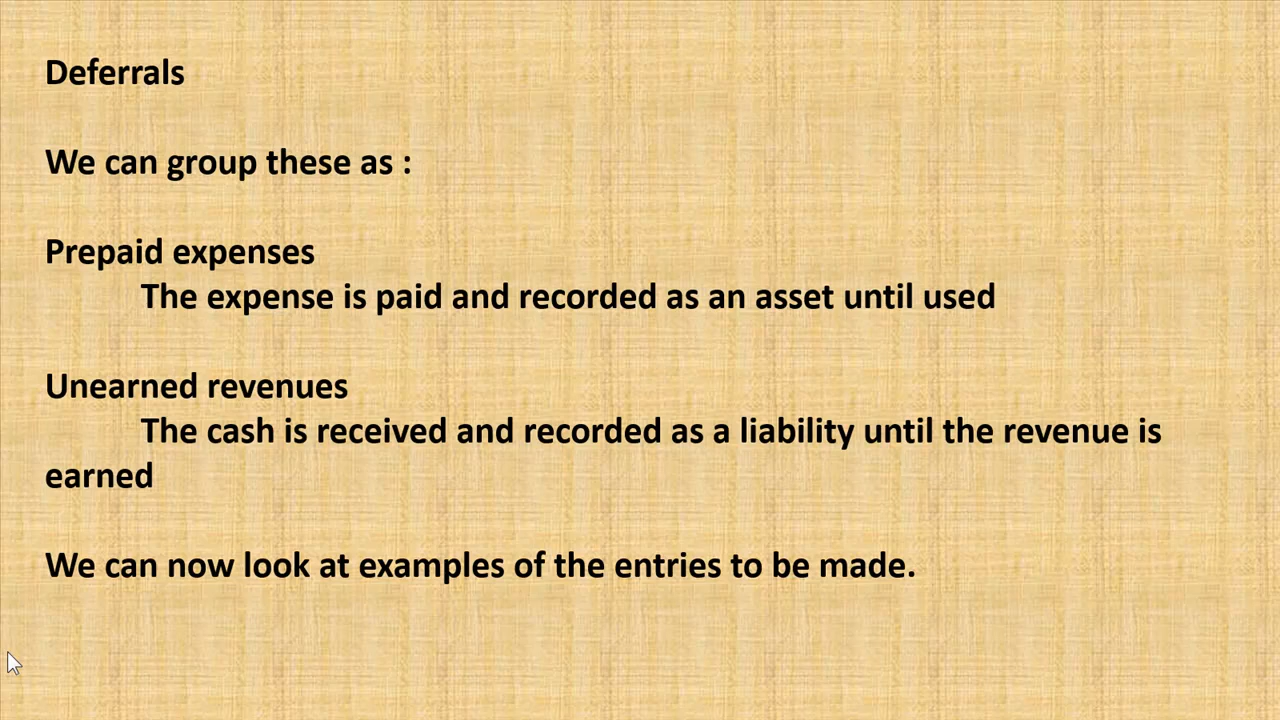 Deferrals
We can group these as :
Prepaid expenses
The expense is paid and recorded as an asset until used
Unearned revenues
The cash is received and recorded as a liability until the revenue is
earned
We can now look at examples of the entries to be made.